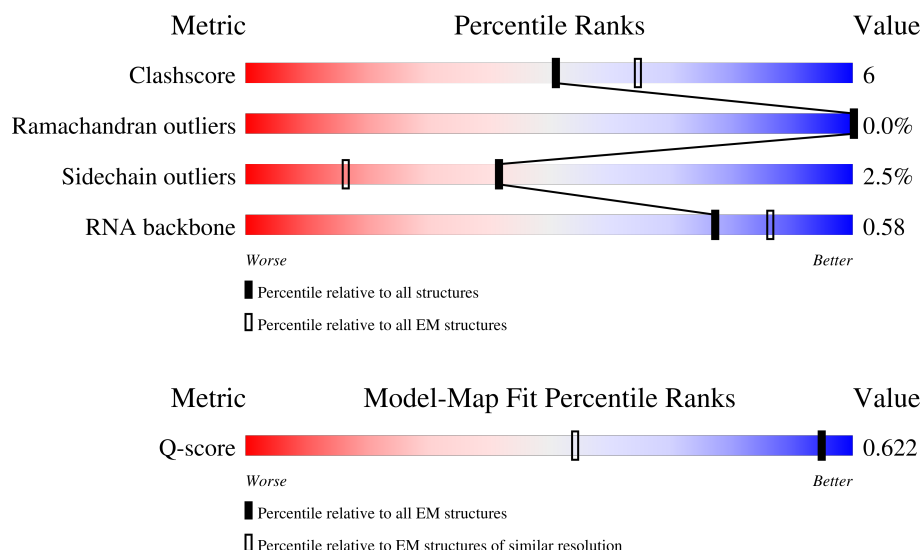 Metric Percentile Ranks Value
Clashscore 6
Ramachandran outliers 0.0%
Sidechain outliers 2.5%
RNA backbone 0.58
Worse Better
Percentile relative to all structures
Percentile relative to all EM structures
Metric Model-Map Fit Percentile Ranks Value
Q-score 0.622
Worse Better
Percentile relative to all EM structures
Percentile relative to EM structures of similar resolution